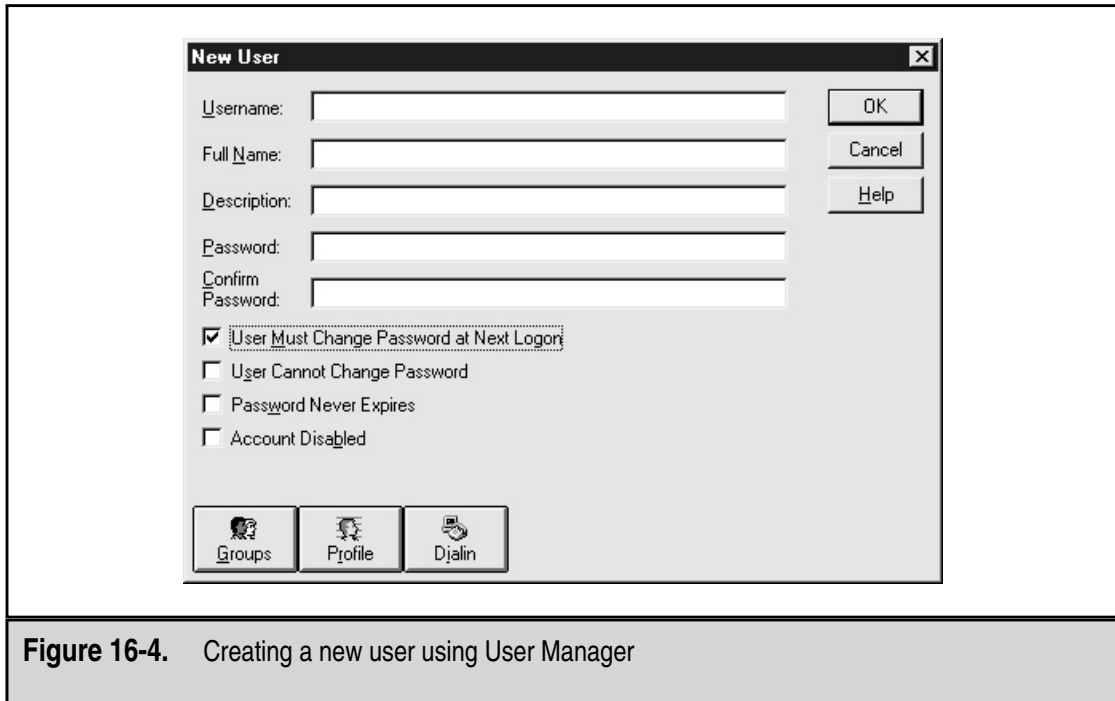 New User
Username:
OK
Full Name:
Cancel
Description:
Help
Password:
Confirm
Password:
User Must Change Password at Next Logon
User Cannot Change Password
Password Never Expires
Account Disabled
Groups
Profile
Dialin
Figure 16-4. Creating a new user using User Manager